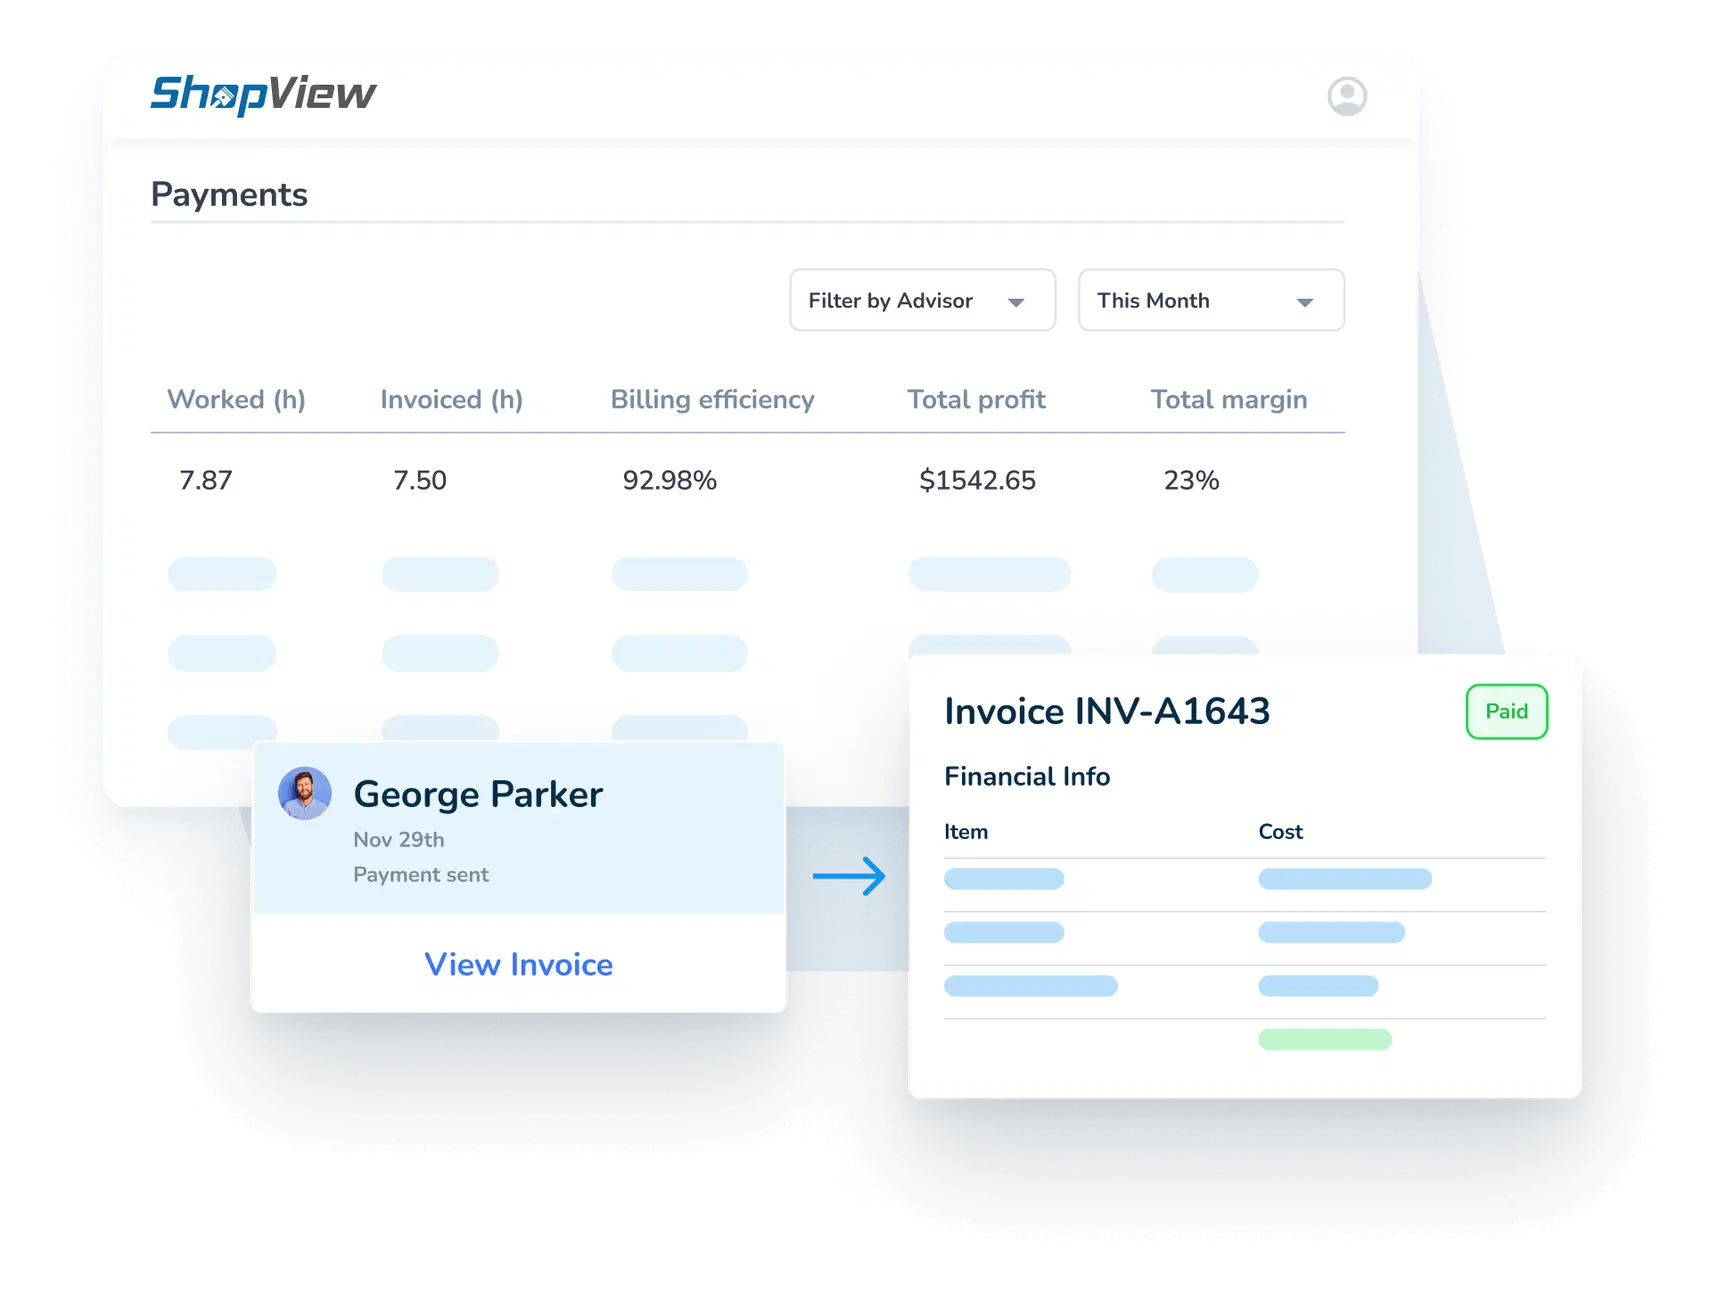 ShopView
Payments
Filter by Advisor
This Month
Worked (h) Invoiced (h) Billing efficiency Total profit Total margin
7.87 7.50 92.98% $1542.65 23%
George Parker
Nov 29th
Payment sent
View Invoice
Invoice INV-A1643
Paid
Financial Info
Item Cost